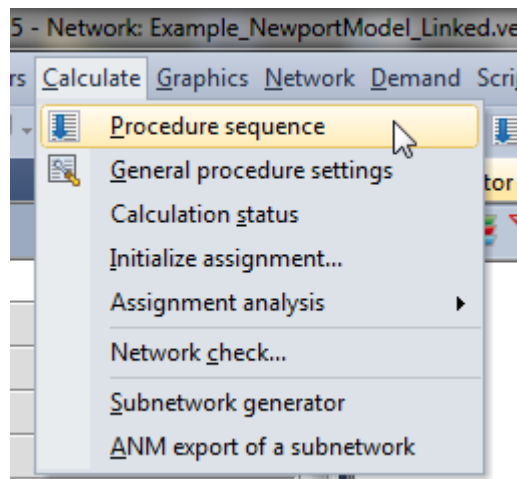 5 - Network: Example_NewportModel_Linked.ve
rs Calculate Graphics Network Demand Scri
Procedure sequence
General procedure settings
tor
Calculation status
Initialize assignment...
Assignment analysis
Network check...
Subnetwork generator
ANM export of a subnetwork